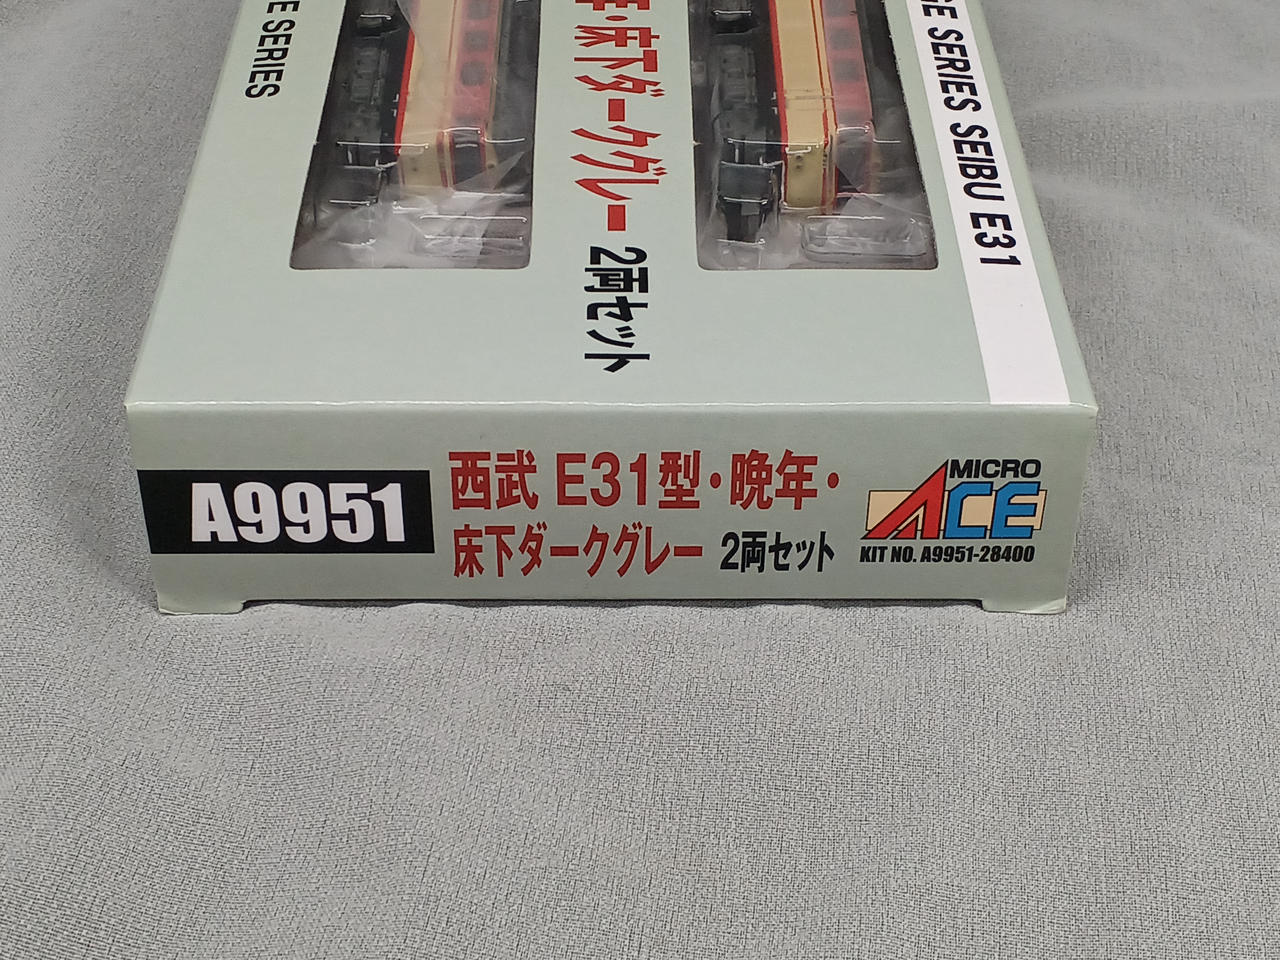 E SERIES
年・床下ダークグレー 2両セット
SERIES SEIBU E31
A9951
西武 E31型・晩年・
床下ダークグレー 2両セット
MICRO
ACE
KIT NO. A9951-28400